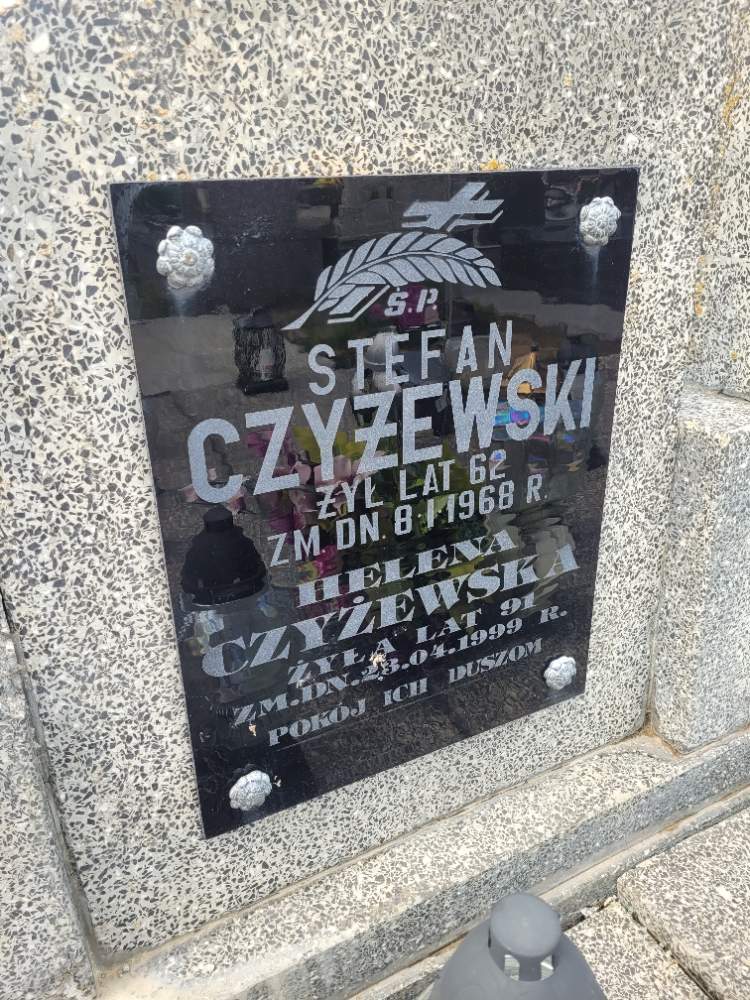 Ś.P.
STEFAN
CZYŻEWSKI
ŻYŁ LAT 62
ZM. DN. 8 I 1968 R.
HELENA
CZYŻEWSKA
ŻYŁA LAT 91
ZM.DN.23.04.1999 R.
POKÓJ ICH DUSZOM